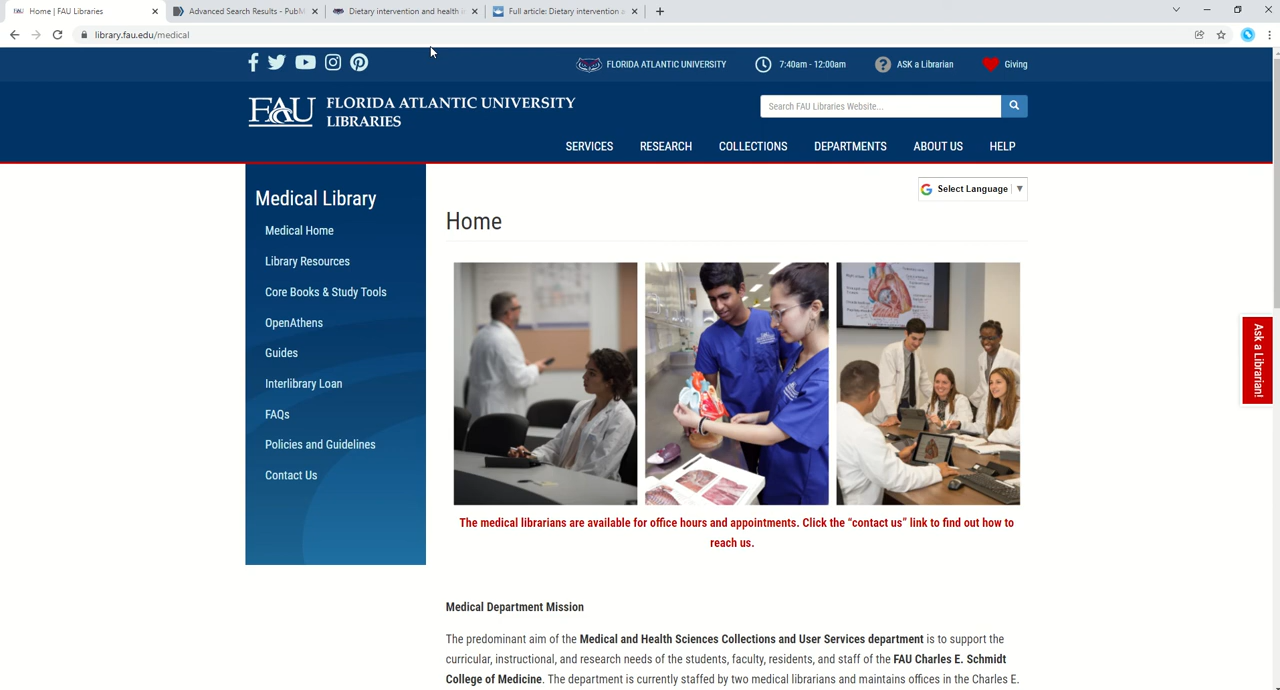 FAU Home | FAU Libraries
Advanced Search Results - PubM
Dietary intervention and health i
Full article: Dietary intervention a
library.fau.edu/medical
FLORIDA ATLANTIC UNIVERSITY
7:40am - 12:00am
ASK a Librarian
Giving
FAU
FLORIDA ATLANTIC UNIVERSITY
LIBRARIES
Search FAU Libraries Website...
SERVICES
RESEARCH
COLLECTIONS
DEPARTMENTS
ABOUT US
HELP
Medical Library
Medical Home
Library Resources
Core Books & Study Tools
OpenAthens
Guides
Interlibrary Loan
FAQs
Policies and Guidelines
Contact Us
Select Language
Home
The medical librarians are available for office hours and appointments. Click the “contact us” link to find out how to
reach us.
Medical Department Mission
The predominant aim of the Medical and Health Sciences Collections and User Services department is to support the
curricular, instructional, and research needs of the students, faculty, residents, and staff of the FAU Charles E. Schmidt
College of Medicine. The department is currently staffed by two medical librarians and maintains offices in the Charles E.
Ask a Librarian!